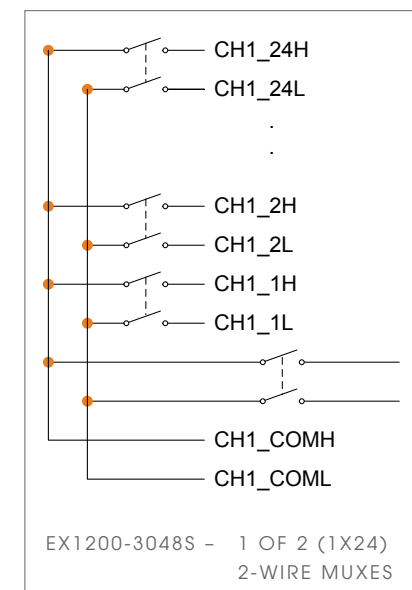 CH1_24H
CH1_24L
.
.
CH1_2H
CH1_2L
CH1_1H
CH1_1L
CH1_COMH
CH1_COML
EX1200-3048S – 1 OF 2 (1X24)
2-WIRE MUXES